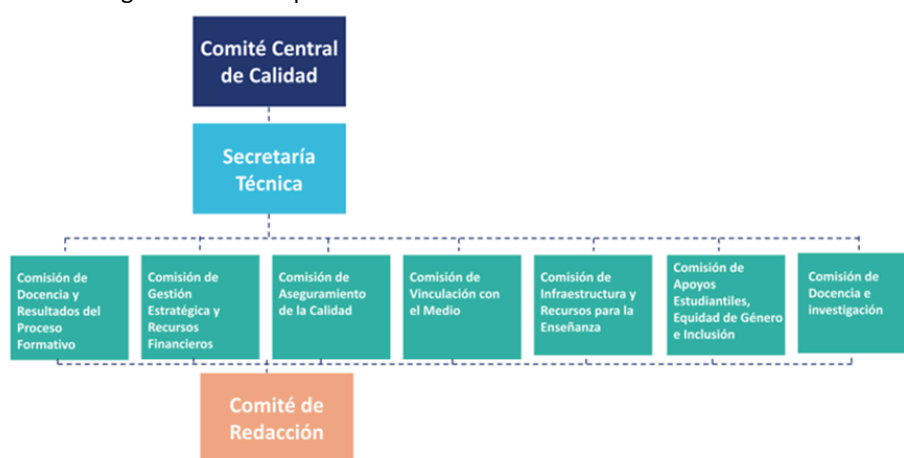 Comité Central
de Calidad
Secretaría
Técnica
Comisión de
Docencia y
Resultados del
Proceso
Formativo
Comisión de
Gestión
Estratégica y
Recursos
Financieros
Comisión de
Aseguramiento
de la Calidad
Comisión de
Vinculación con
el Medio
Comisión de
Infraestructura y
Recursos para la
Enseñanza
Comisión de
Apoyos
Estudiantiles,
Equidad de Género
e Inclusión
Comisión de
Docencia e
investigación
Comité de
Redacción